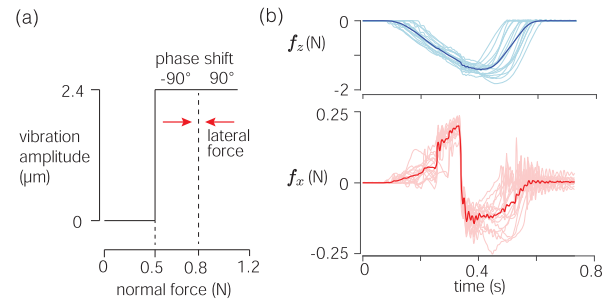 (a)
phase shift
-90° 90°
2.4
vibration
amplitude
(μm)
lateral
force
0
0 0.5 0.8 1.2
normal force (N)
(b)
0
f_z (N)
-2
0.25
f_x (N)
0
-0.25
0 0.4 0.8
time (s)